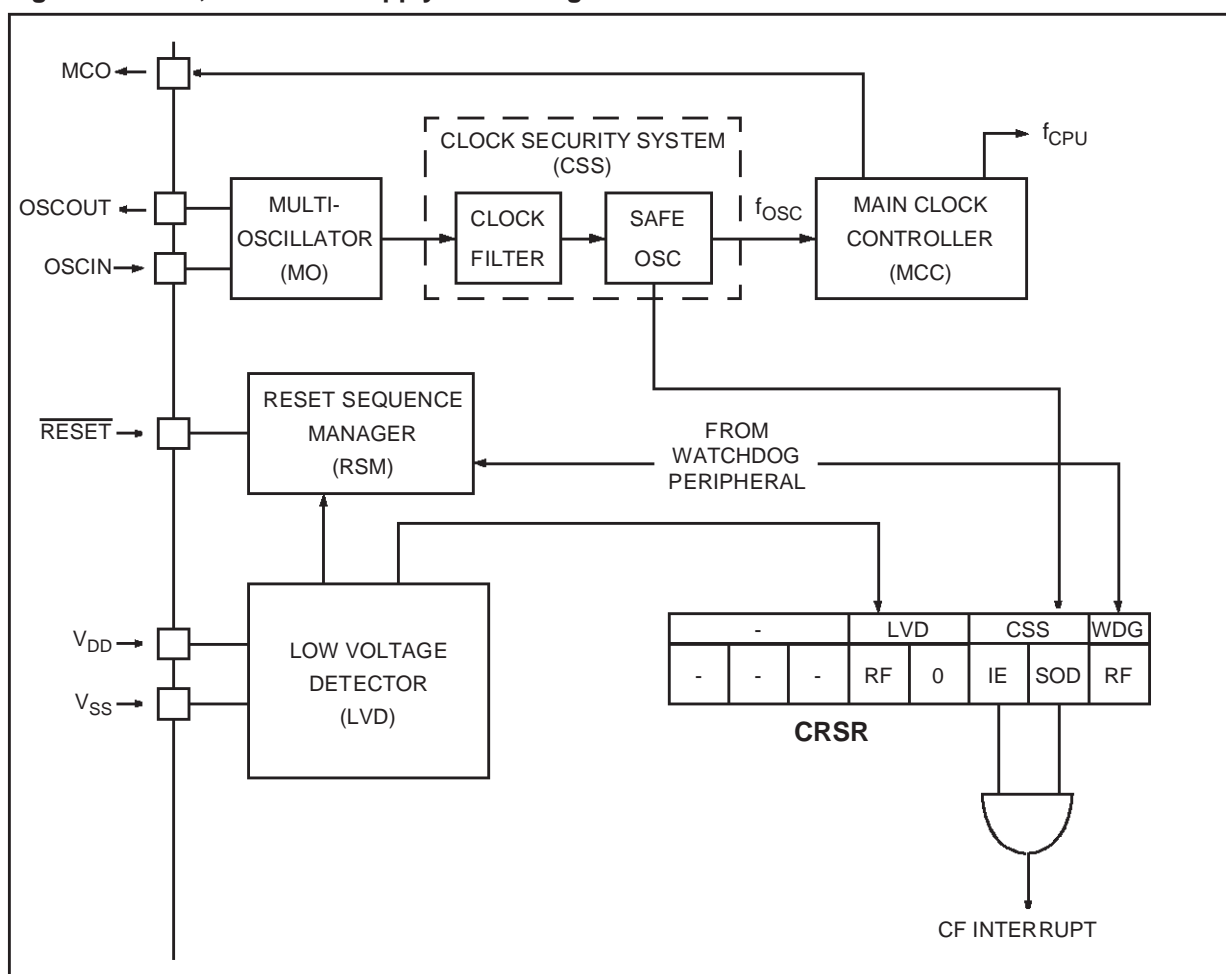 MCO
CLOCK SECURITY SYSTEM
(CSS)
fCPU
OSCOUT
OSCIN
MULTI-
OSCILLATOR
(MO)
CLOCK
FILTER
SAFE
OSC
fOSC
MAIN CLOCK
CONTROLLER
(MCC)
RESET
RESET SEQUENCE
MANAGER
(RSM)
FROM
WATCHDOG
PERIPHERAL
VDD
VSS
LOW VOLTAGE
DETECTOR
(LVD)
- LVD CSS WDG
- - - RF 0 IE SOD RF
CRSR
CF INTERRUPT